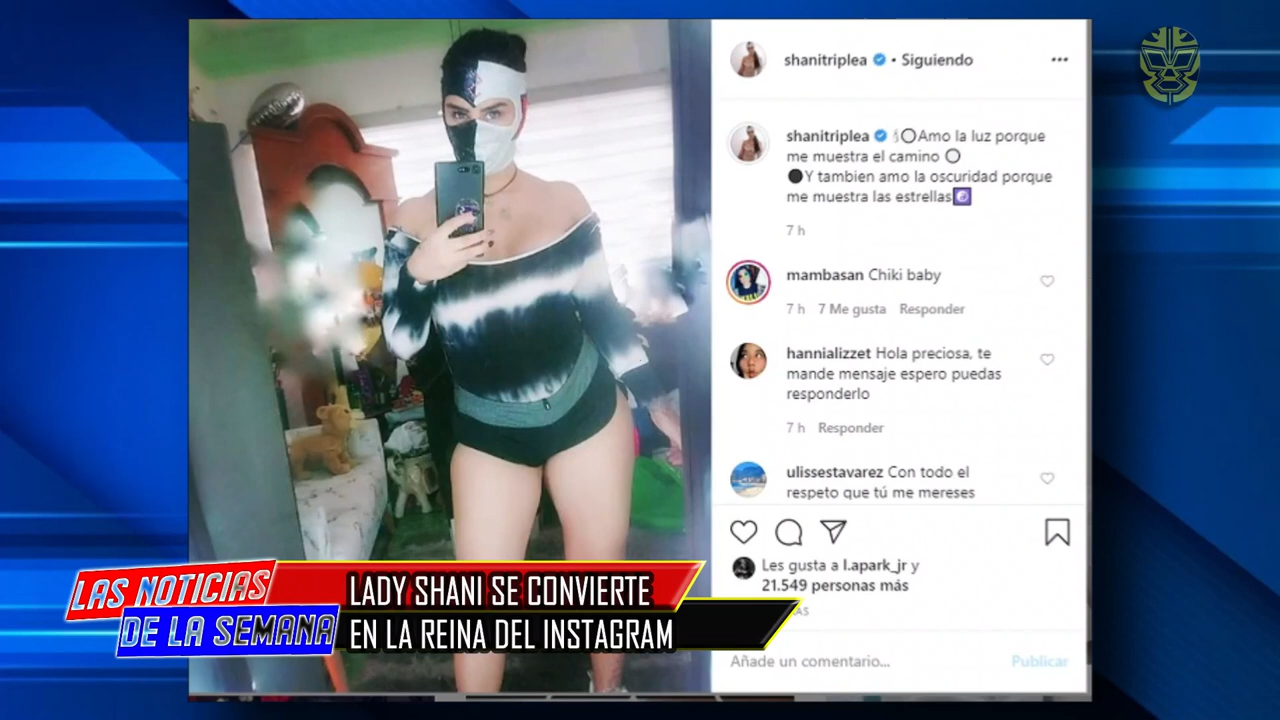 shanitriplea • Siguiendo
shanitriplea Amo la luz porque
me muestra el camino
Y tambien amo la oscuridad porque
me muestra las estrellas
7 h
mambasan Chiki baby
7 h 7 Me gusta Responder
hannializzet Hola preciosa, te
mande mensaje espero puedas
responderlo
7 h Responder
ulissestavarez Con todo el
respeto que tú me mereses
Les gusta a l.apark_jr y
21.549 personas más
AS
Añade un comentario...
Publicar
LAS NOTICIAS
DE LA SEMANA
LADY SHANI SE CONVIERTE
EN LA REINA DEL INSTAGRAM